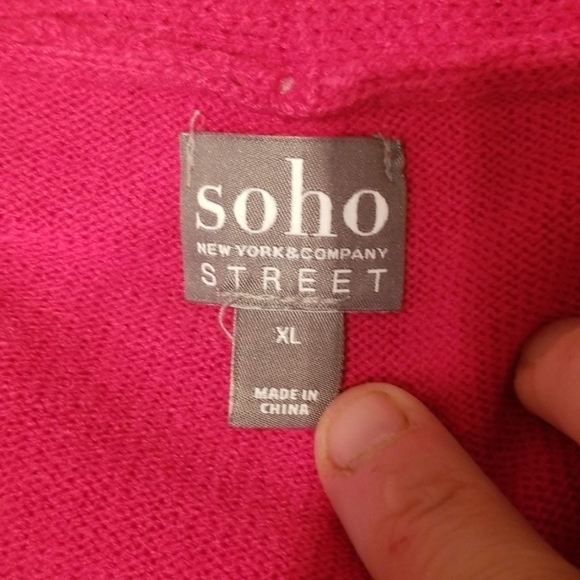 soho
NEW YORK & COMPANY
STREET
XL
MADE IN
CHINA